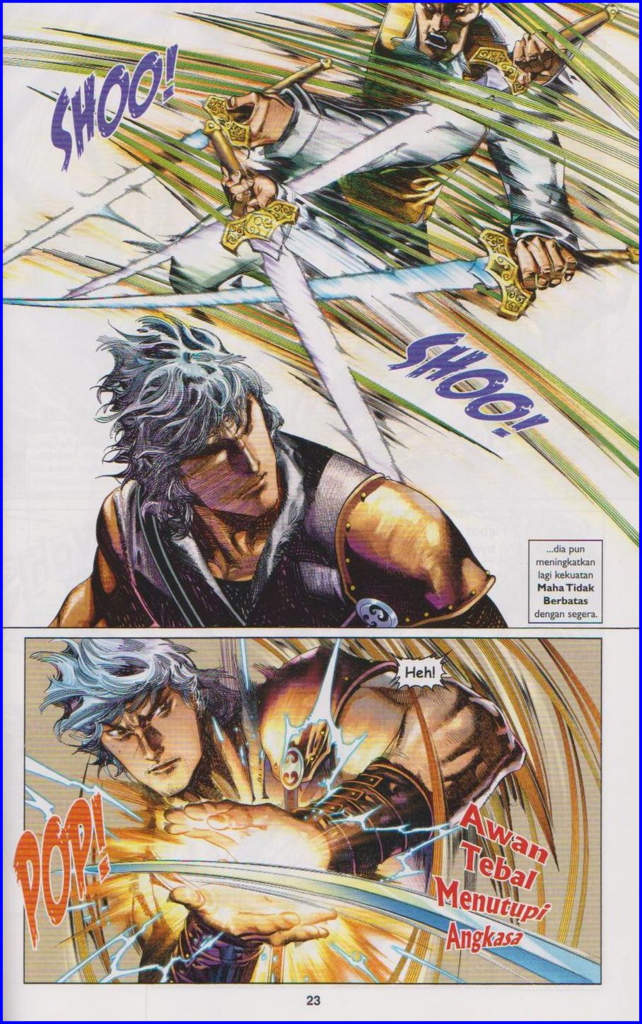 SHOO!
SHOO!
...dia pun
meningkatkan
lagi kekuatan
Maha Tidak
Berbatas
dengan segera.
Heh!
POP!
Awan
Tebal
Menutupi
Angkasa
23